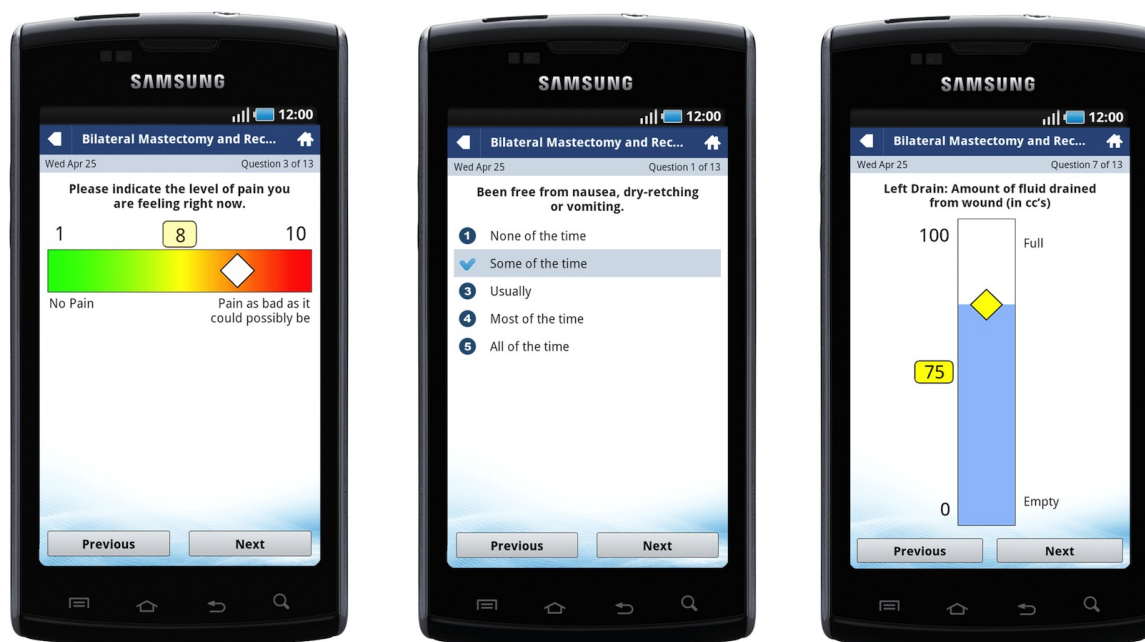 SAMSUNG
12:00
Bilateral Mastectomy and Rec...
Wed Apr 25
Question 3 of 13
Please indicate the level of pain you
are feeling right now.
1
8
10
No Pain
Pain as bad as it
could possibly be
Previous
Next
SAMSUNG
12:00
Bilateral Mastectomy and Rec...
Wed Apr 25
Question 1 of 13
Been free from nausea, dry-retching
or vomiting.
1 None of the time
Some of the time
3 Usually
4 Most of the time
5 All of the time
Previous
Next
SAMSUNG
12:00
Bilateral Mastectomy and Rec...
Wed Apr 25
Question 7 of 13
Left Drain: Amount of fluid drained
from wound (in cc's)
100
Full
75
0
Empty
Previous
Next